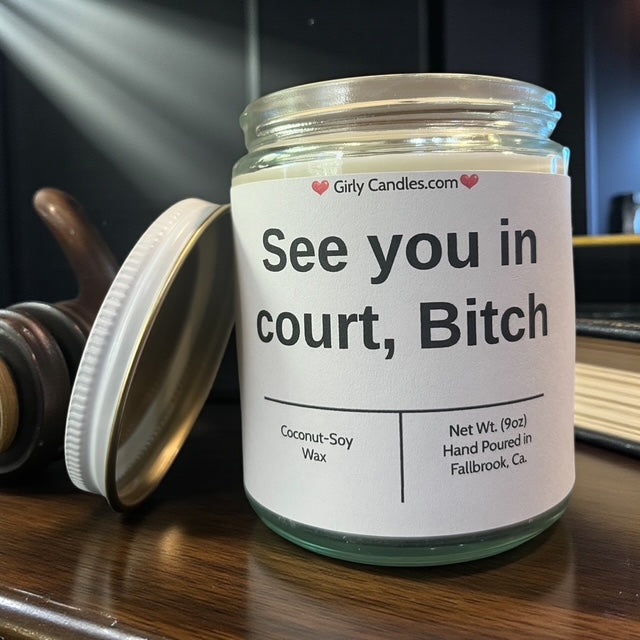 Girly Candles.com
See you in
court, Bitch
Coconut-Soy
Wax
Net Wt. (9oz)
Hand Poured in
Fallbrook, Ca.